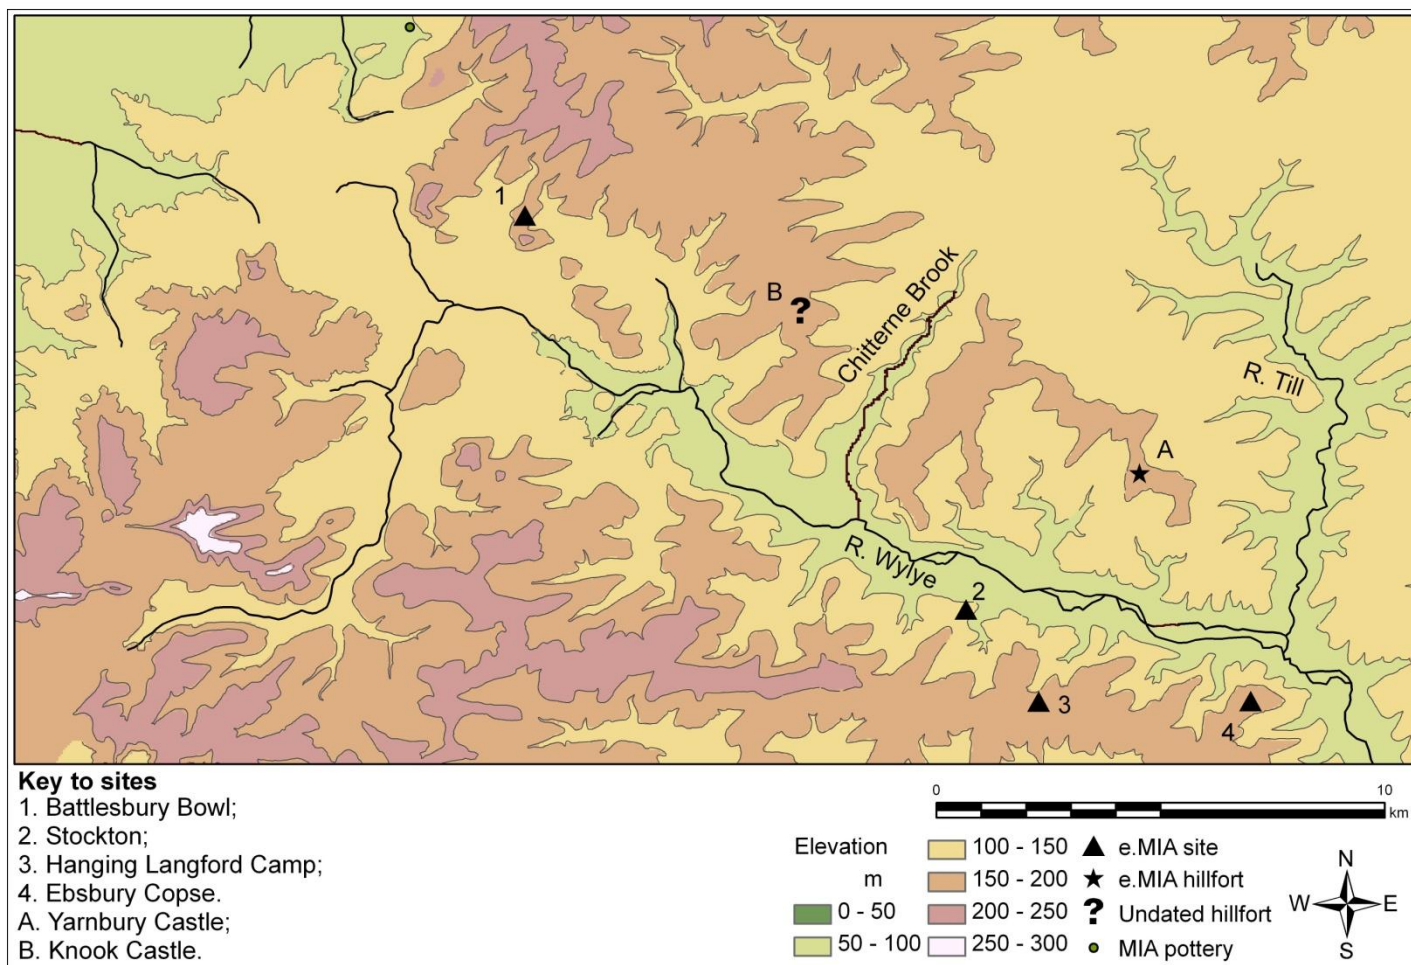 1
B
?
Chitterne Brook
R. Till
A
R. Wylye
2
3
4
Key to sites
1. Battlesbury Bowl;
2. Stockton;
3. Hanging Langford Camp;
4. Ebsbury Copse.
A. Yarnbury Castle;
B. Knook Castle.
0 10
km
Elevation
m
0 - 50
50 - 100
100 - 150
150 - 200
200 - 250
250 - 300
e.MIA site
e.MIA hillfort
? Undated hillfort
MIA pottery
N
W E
S